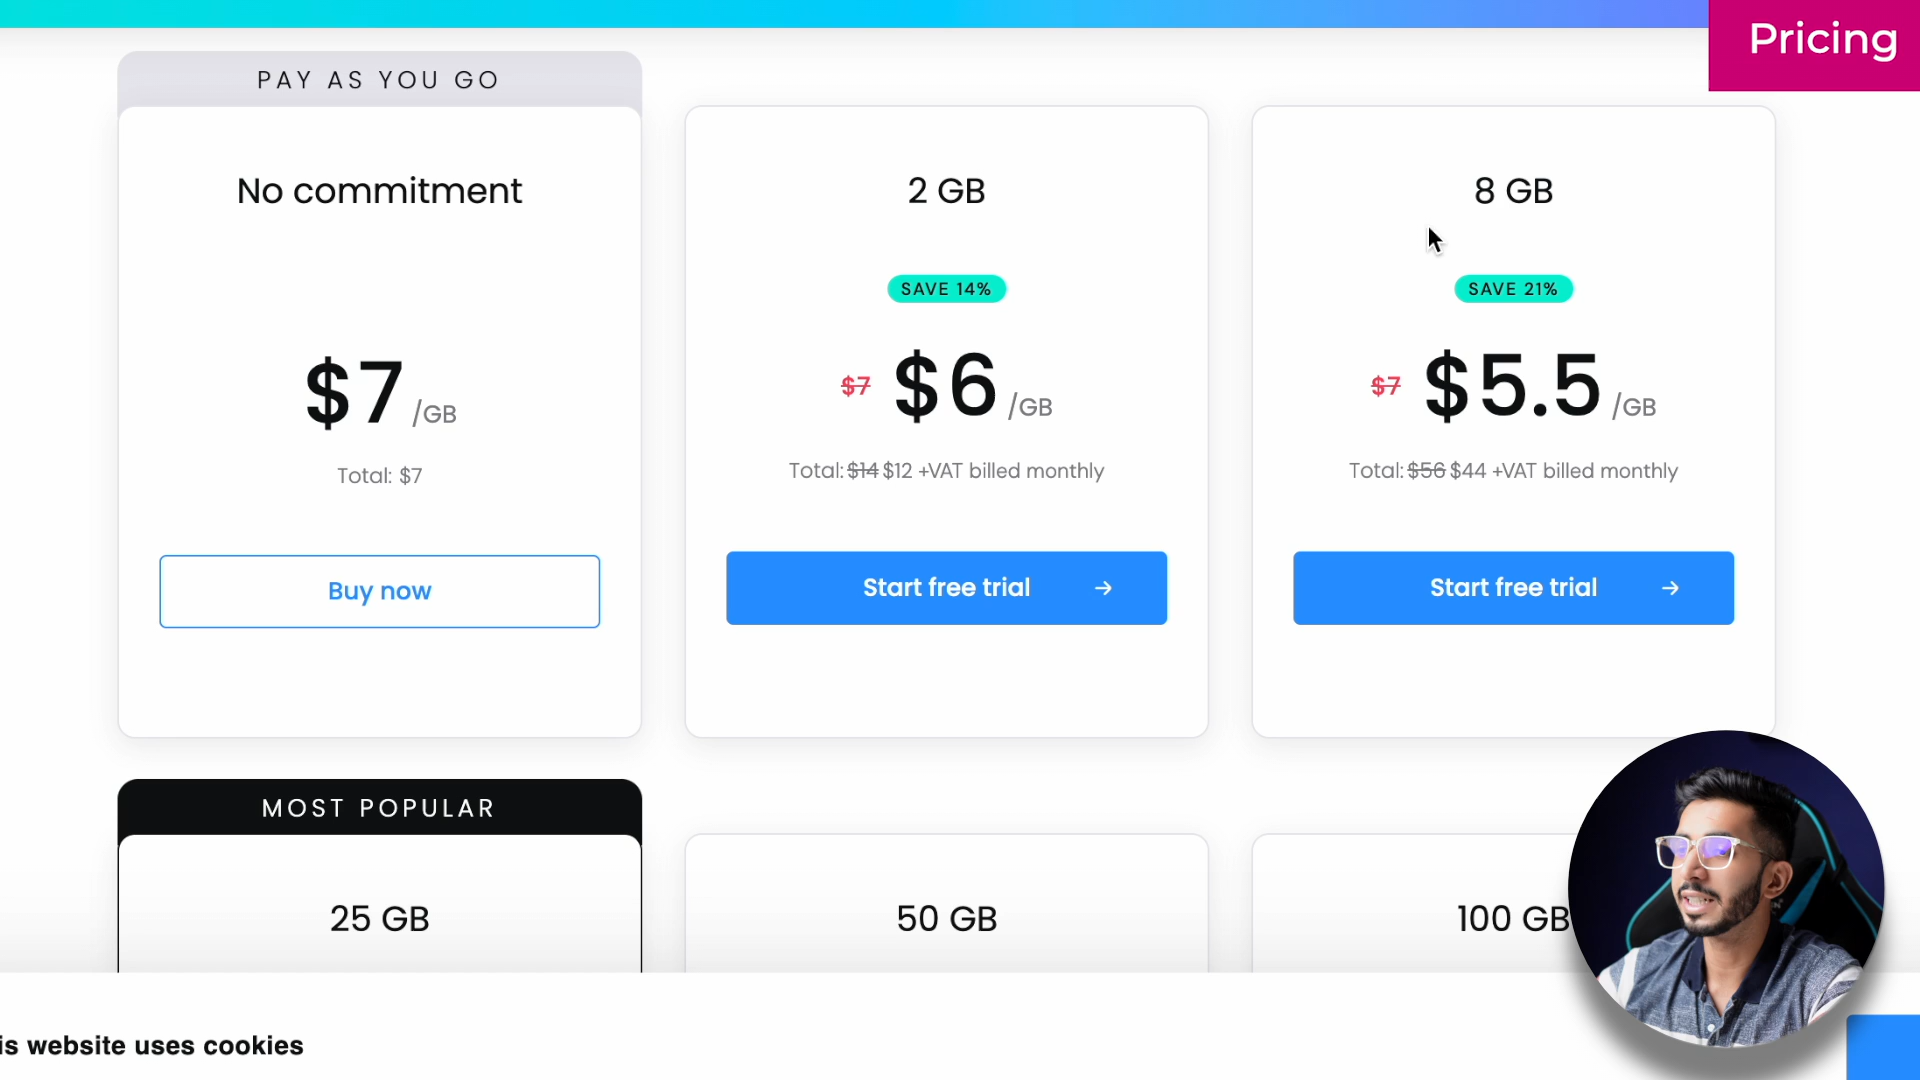 Pricing
PAY AS YOU GO
No commitment
$7 /GB
Total: $7
Buy now
2 GB
SAVE 14%
$7 $6 /GB
Total: $14 $12 +VAT billed monthly
Start free trial →
8 GB
SAVE 21%
$7 $5.5 /GB
Total: $56 $44 +VAT billed monthly
Start free trial →
MOST POPULAR
25 GB
50 GB
100 GB
is website uses cookies